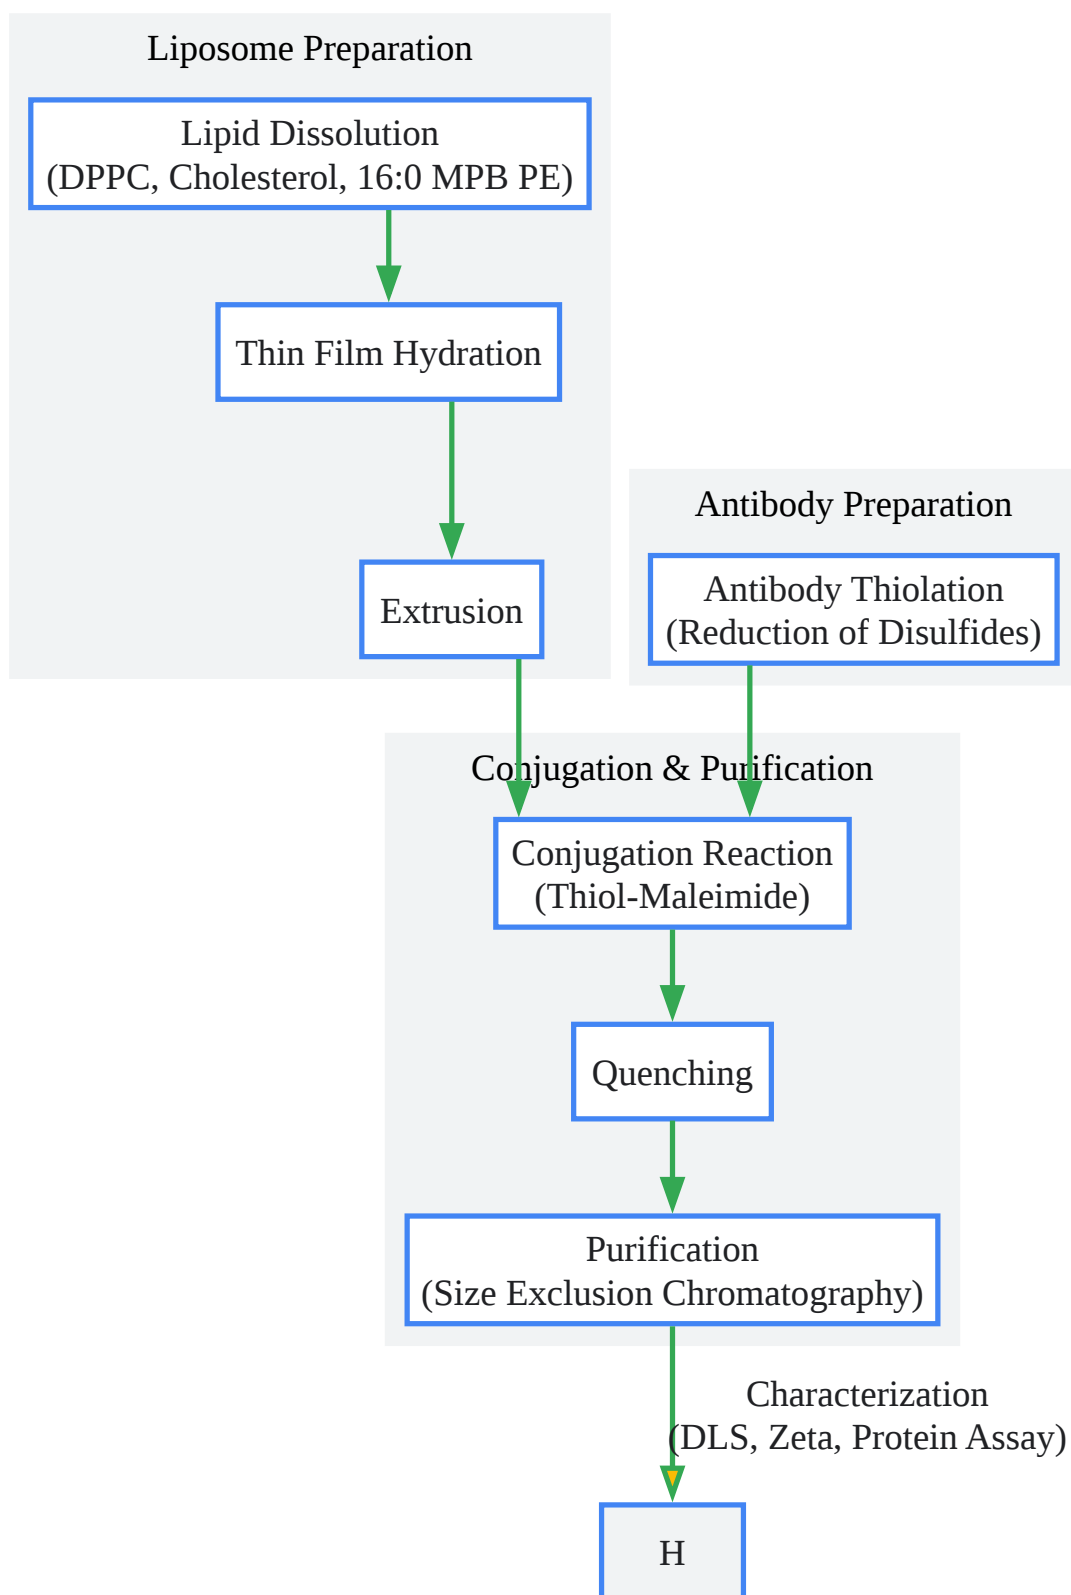 Liposome Preparation
Lipid Dissolution
(DPPC, Cholesterol, 16:0 MPB PE)
Thin Film Hydration
Extrusion
Antibody Preparation
Antibody Thiolation
(Reduction of Disulfides)
Conjugation & Purification
Conjugation Reaction
(Thiol-Maleimide)
Quenching
Purification
(Size Exclusion Chromatography)
Characterization
(DLS, Zeta, Protein Assay)
H